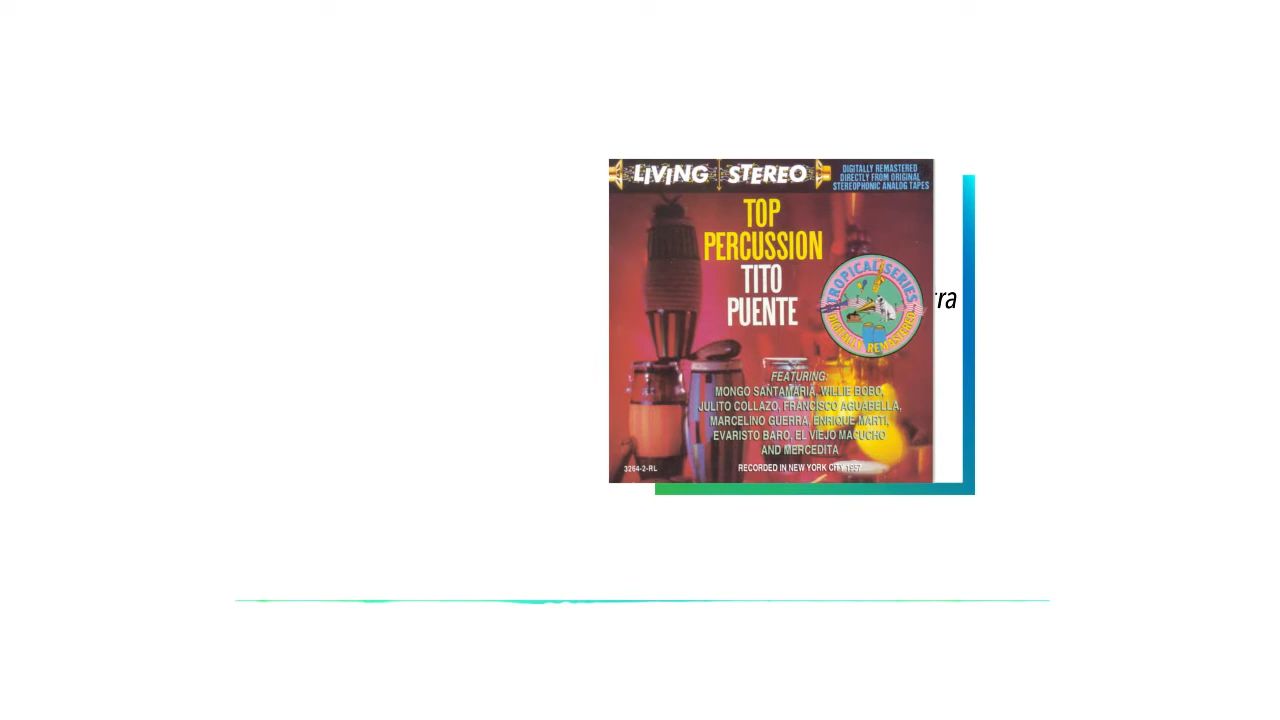 LIVING STEREO
DIGITALLY REMASTERED
DIRECTLY FROM ORIGINAL
STEREOPHONIC ANALOG TAPES
TOP
PERCUSSION
TITO
PUENTE
TROPICAL SERIES
DIGITALLY REMASTERED
rra
FEATURING:
MONGO SANTAMARIA, WILLIE BOBO,
JULITO COLLAZO, FRANCISCO AGUABELLA,
MARCELINO GUERRA, ENRIQUE MARTI,
EVARISTO BARO, EL VIEJO MACUCHO
AND MERCEDITA
3264-2-RL
RECORDED IN NEW YORK CITY 1957